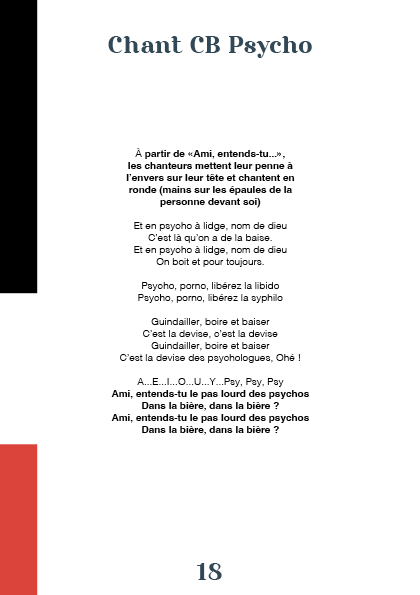 Chant CB Psycho
À partir de «Ami, entends-tu...»,
les chanteurs mettent leur penne à
l'envers sur leur tête et chantent en
ronde (mains sur les épaules de la
personne devant soi)
Et en psycho à lidge, nom de dieu
C'est là qu'on a de la baise.
Et en psycho à lidge, nom de dieu
On boit et pour toujours.
Psycho, porno, libérez la libido
Psycho, porno, libérez la syphilo
Guindailler, boire et baiser
C'est la devise, c'est la devise
Guindailler, boire et baiser
C'est la devise des psychologues, Ohé !
A...E...I...O...U...Y...Psy, Psy, Psy
Ami, entends-tu le pas lourd des psychos
Dans la bière, dans la bière ?
Ami, entends-tu le pas lourd des psychos
Dans la bière, dans la bière ?
18